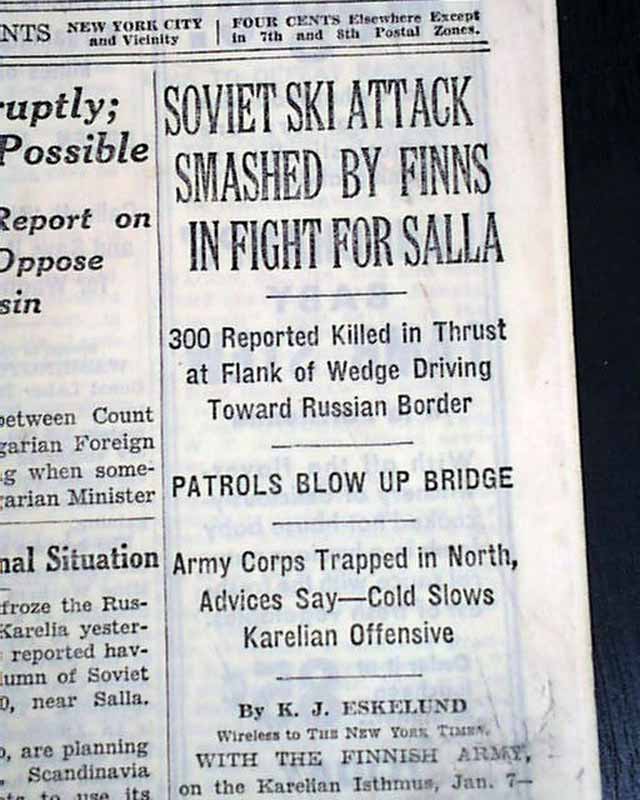 NTS
NEW YORK CITY
and Vicinity
FOUR CENTS Elsewhere Except
in 7th and 8th Postal Zones.
ruptly;
Possible
Report on
Oppose
sin
between Count
garian Foreign
g when some-
garian Minister
nal Situation
froze the Rus-
Karelia yester-
reported hav-
lumn of Soviet
0, near Salla.
o, are planning
Scandinavia
to use its
SOVIET SKI ATTACK
SMASHED BY FINNS
IN FIGHT FOR SALLA
300 Reported Killed in Thrust
at Flank of Wedge Driving
Toward Russian Border
PATROLS BLOW UP BRIDGE
Army Corps Trapped in North,
Advices Say—Cold Slows
Karelian Offensive
By K. J. ESKELUND
Wireless to THE NEW YORK TIMES.
WITH THE FINNISH ARMY,
on the Karelian Isthmus, Jan. 7—